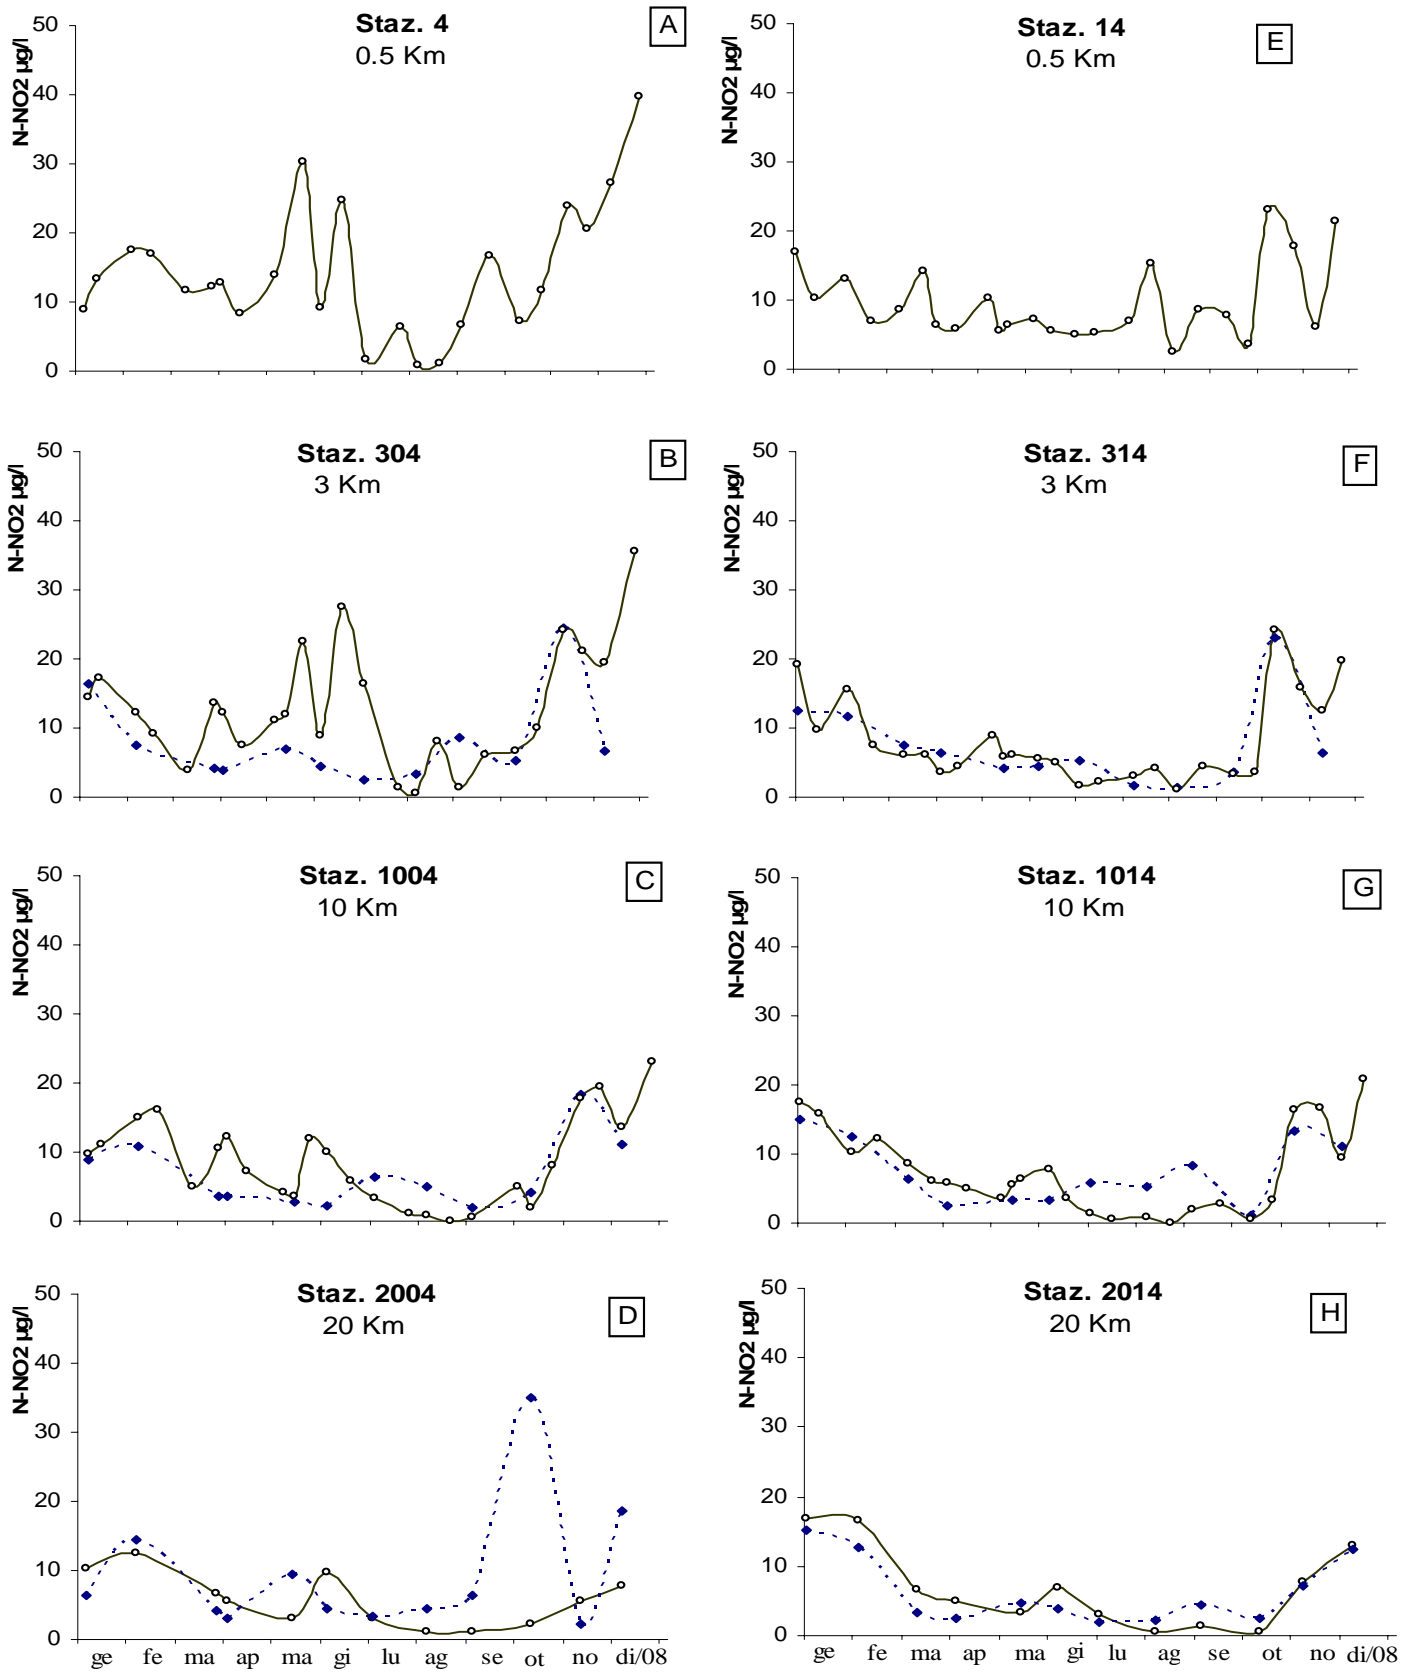 Staz. 4
0.5 Km
A
N-NO2 µg/l
50
40
30
20
10
0
Staz. 14
0.5 Km
E
N-NO2 µg/l
50
40
30
20
10
0
Staz. 304
3 Km
B
N-NO2 µg/l
50
40
30
20
10
0
Staz. 314
3 Km
F
N-NO2 µg/l
50
40
30
20
10
0
Staz. 1004
10 Km
C
N-NO2 µg/l
50
40
30
20
10
0
Staz. 1014
10 Km
G
N-NO2 µg/l
50
40
30
20
10
0
Staz. 2004
20 Km
D
N-NO2 µg/l
50
40
30
20
10
0
ge fe ma ap ma gi lu ag se ot no di/08
Staz. 2014
20 Km
H
N-NO2 µg/l
50
40
30
20
10
0
ge fe ma ap ma gi lu ag se ot no di/08